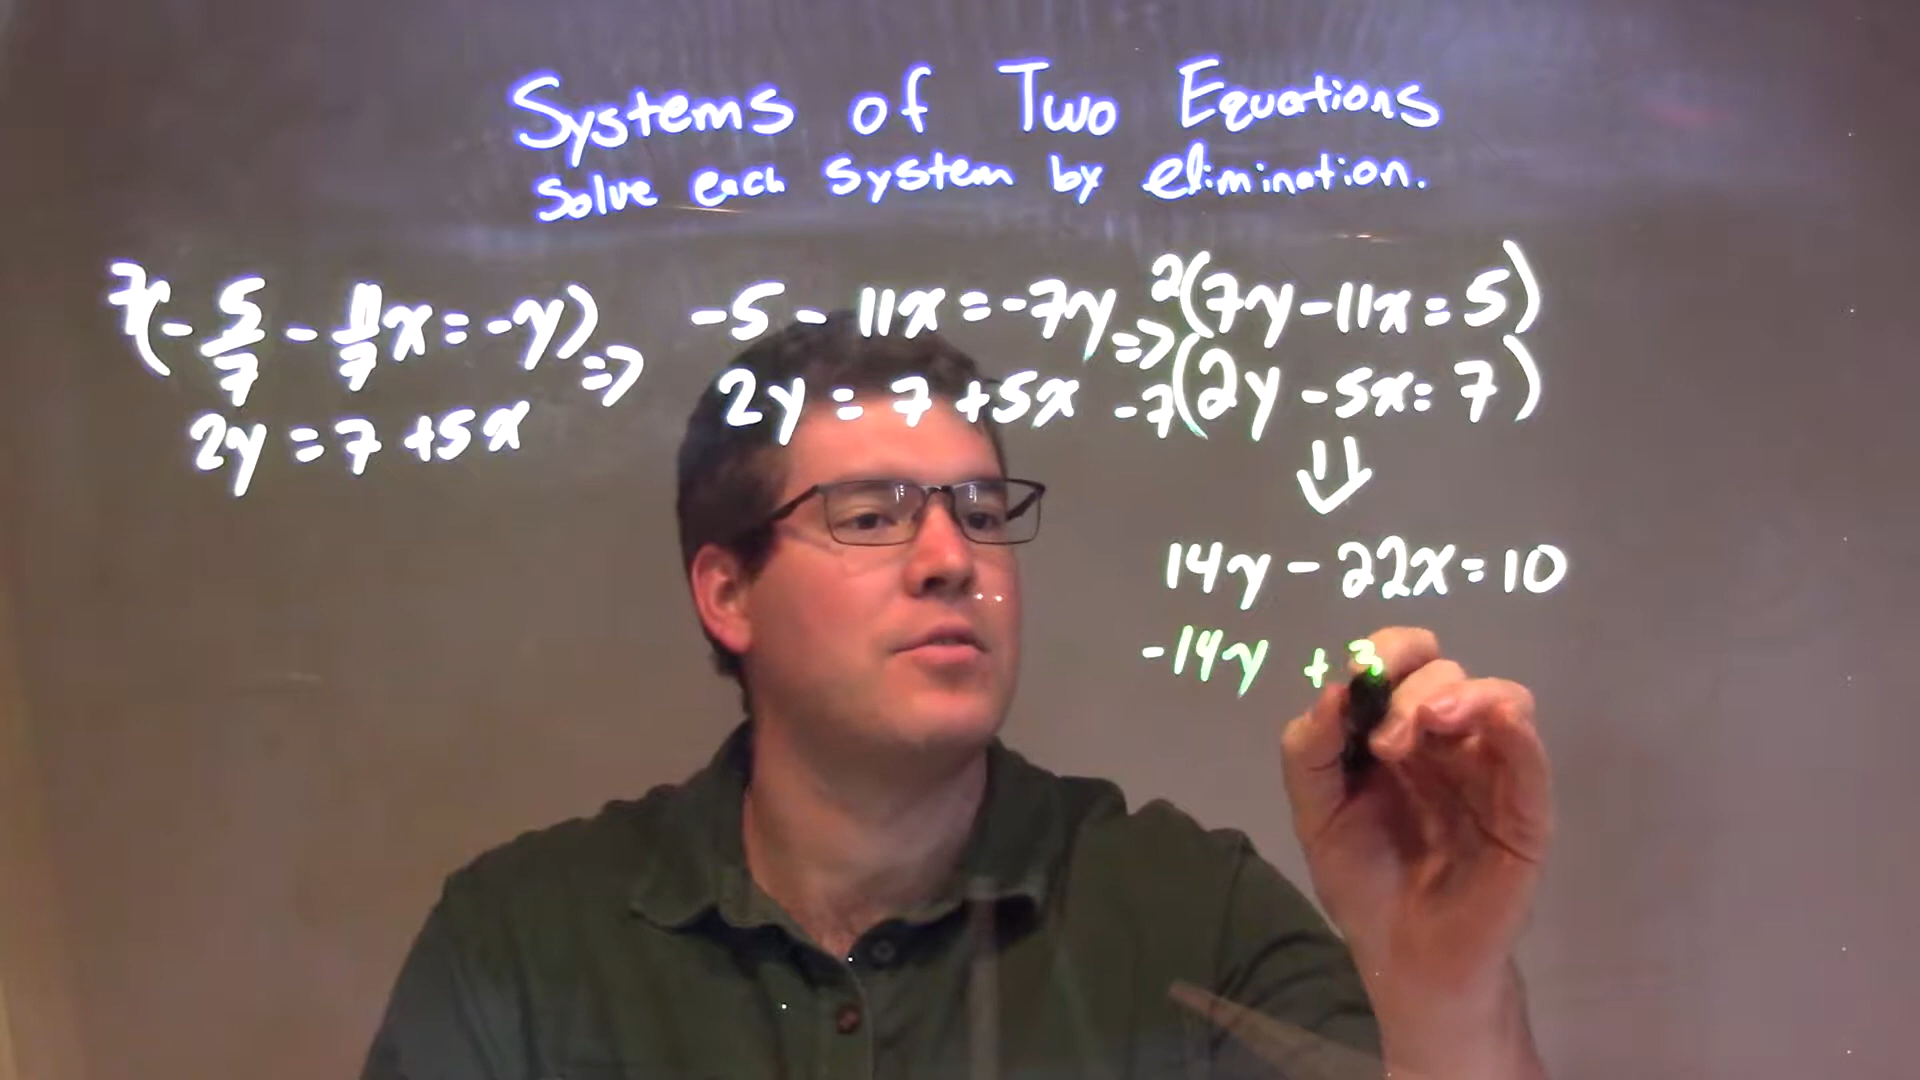 Systems of Two Equations
Solve each system by elimination.
7(-5/7 - 11/7x = -y)
2y = 7 + 5x
=>
-5 - 11x = -7y
2y = 7 + 5x
=>
2(7y - 11x = 5)
-7(2y - 5x = 7)
⇓
14y - 22x = 10
-14y + 3